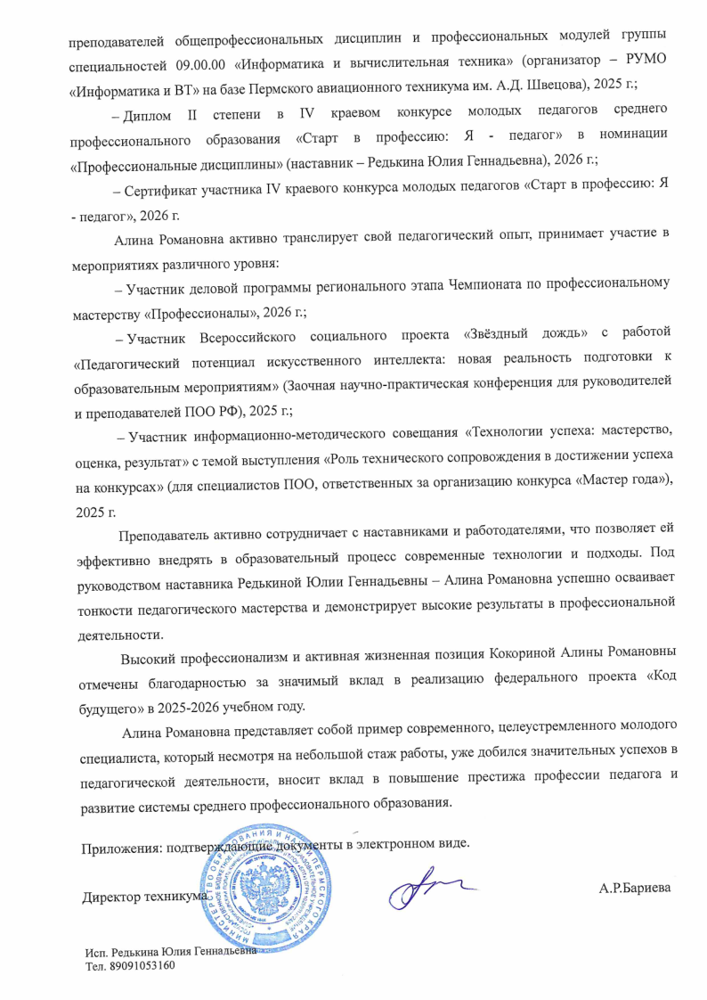 преподавателей общепрофессиональных дисциплин и профессиональных модулей группы
специальностей 09.00.00 «Информатика и вычислительная техника» (организатор – РУМО
«Информатика и ВТ» на базе Пермского авиационного техникума им. А.Д. Швецова), 2025 г.;
– Диплом II степени в IV краевом конкурсе молодых педагогов среднего
профессионального образования «Старт в профессию: Я - педагог» в номинации
«Профессиональные дисциплины» (наставник – Редькина Юлия Геннадьевна), 2026 г.;
– Сертификат участника IV краевого конкурса молодых педагогов «Старт в профессию: Я
- педагог», 2026 г.
Алина Романовна активно транслирует свой педагогический опыт, принимает участие в
мероприятиях различного уровня:
– Участник деловой программы регионального этапа Чемпионата по профессиональному
мастерству «Профессионалы», 2026 г.;
– Участник Всероссийского социального проекта «Звёздный дождь» с работой
«Педагогический потенциал искусственного интеллекта: новая реальность подготовки к
образовательным мероприятиям» (Заочная научно-практическая конференция для руководителей
и преподавателей ПОО РФ), 2025 г.;
– Участник информационно-методического совещания «Технологии успеха: мастерство,
оценка, результат» с темой выступления «Роль технического сопровождения в достижении успеха
на конкурсах» (для специалистов ПОО, ответственных за организацию конкурса «Мастер года»),
2025 г.
Преподаватель активно сотрудничает с наставниками и работодателями, что позволяет ей
эффективно внедрять в образовательный процесс современные технологии и подходы. Под
руководством наставника Редькиной Юлии Геннадьевны – Алина Романовна успешно осваивает
тонкости педагогического мастерства и демонстрирует высокие результаты в профессиональной
деятельности.
Высокий профессионализм и активная жизненная позиция Кокориной Алины Романовны
отмечены благодарностью за значимый вклад в реализацию федерального проекта «Код
будущего» в 2025-2026 учебном году.
Алина Романовна представляет собой пример современного, целеустремленного молодого
специалиста, который несмотря на небольшой стаж работы, уже добился значительных успехов в
педагогической деятельности, вносит вклад в повышение престижа профессии педагога и
развитие системы среднего профессионального образования.
Приложения: подтверждающие документы в электронном виде.
МИНИСТЕРСТВО ОБРАЗОВАНИЯ И НАУКИ ПЕРМСКОГО КРАЯ
Директор техникума
А.Р.Бариева
Исп. Редькина Юлия Геннадьевна
Тел. 89091053160